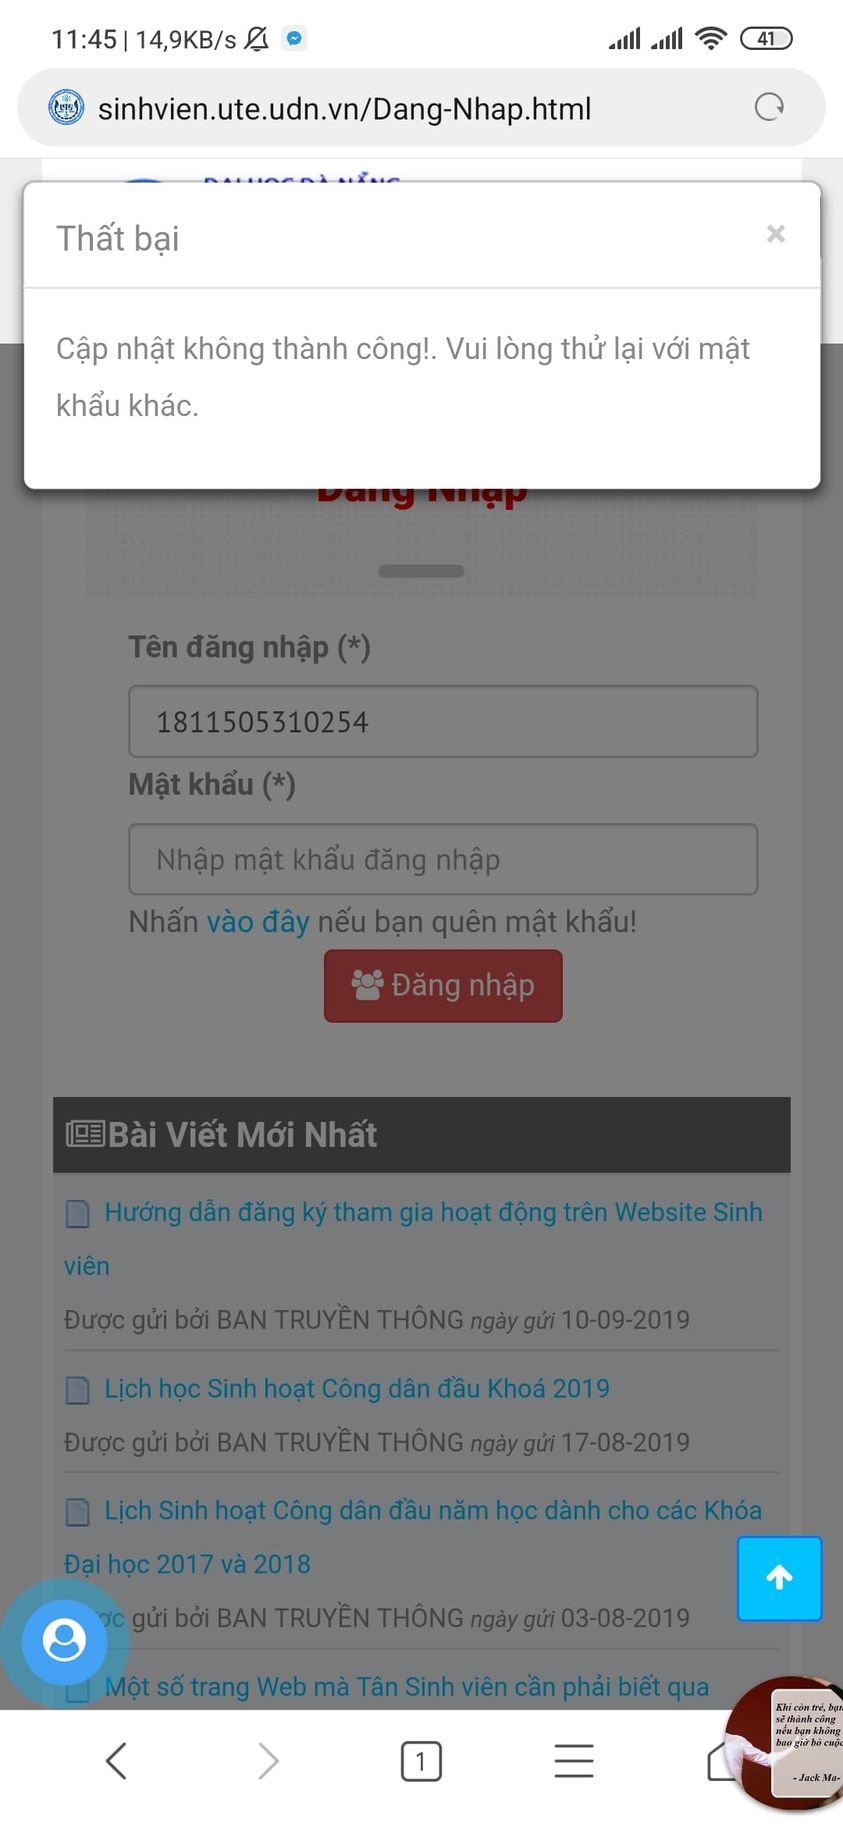 11:45 | 14,9KB/s
41
sinhvien.ute.udn.vn/Dang-Nhap.html
ĐẠI HỌC ĐÀ NẴNG
Thất bại
×
Cập nhật không thành công!. Vui lòng thử lại với mật
khẩu khác.
Đăng Nhập
Tên đăng nhập (*)
1811505310254
Mật khẩu (*)
Nhập mật khẩu đăng nhập
Nhấn vào đây nếu bạn quên mật khẩu!
Đăng nhập
Bài Viết Mới Nhất
Hướng dẫn đăng ký tham gia hoạt động trên Website Sinh
viên
Được gửi bởi BAN TRUYỀN THÔNG ngày gửi 10-09-2019
Lịch học Sinh hoạt Công dân đầu Khoá 2019
Được gửi bởi BAN TRUYỀN THÔNG ngày gửi 17-08-2019
Lịch Sinh hoạt Công dân đầu năm học dành cho các Khóa
Đại học 2017 và 2018
gửi bởi BAN TRUYỀN THÔNG ngày gửi 03-08-2019
Một số trang Web mà Tân Sinh viên cần phải biết qua
Khi còn trẻ, bạn
sẽ thành công
nếu bạn không
bao giờ bỏ cuộc
- Jack Ma-
1